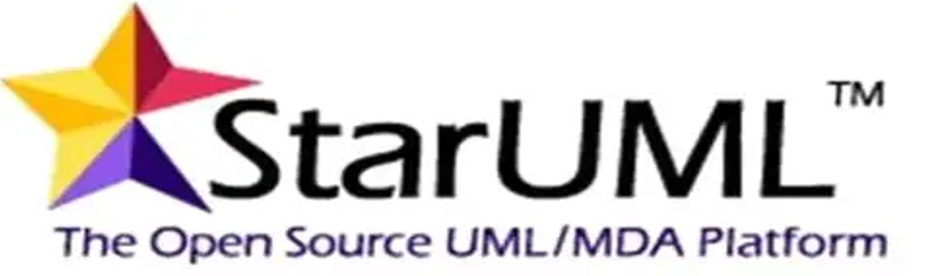 StarUML™
The Open Source UML/MDA Platform